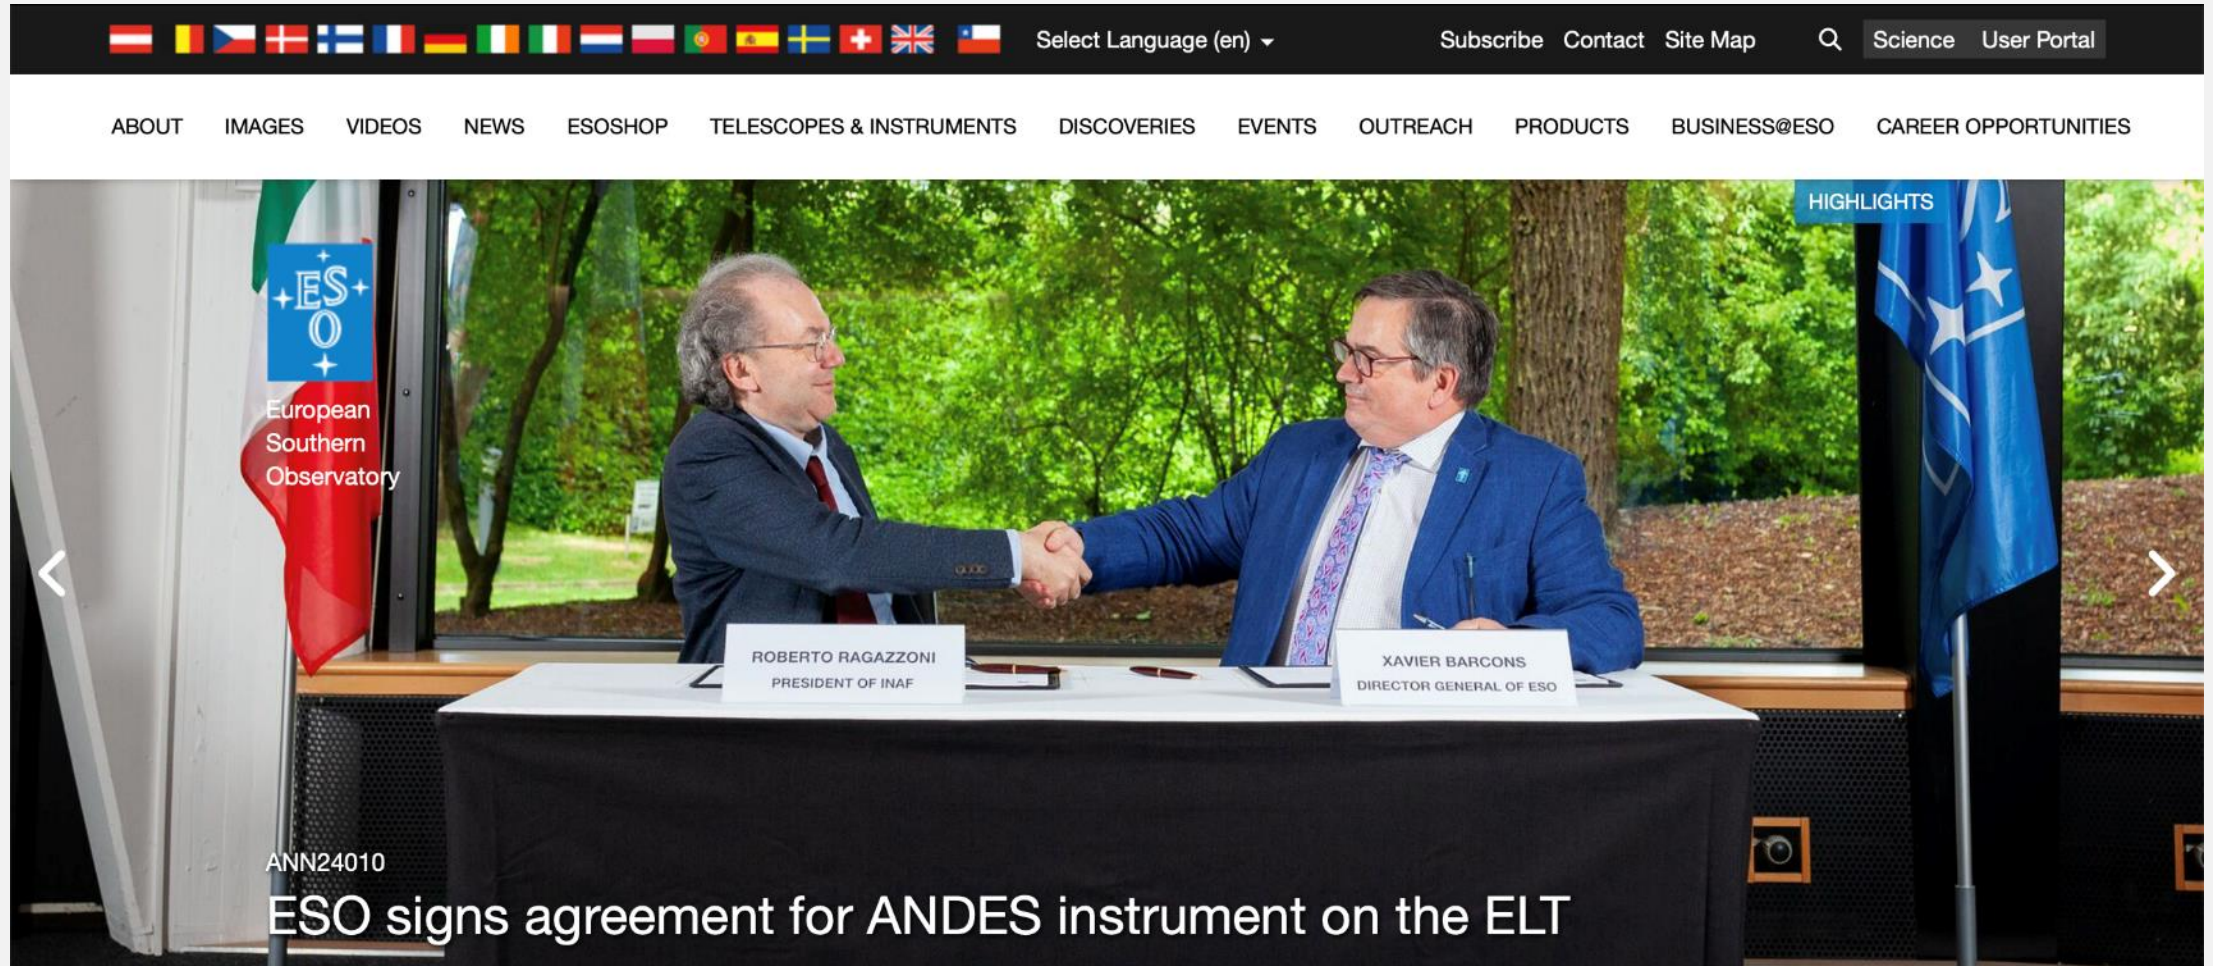 Select Language (en)
Subscribe Contact Site Map
Science User Portal
ABOUT IMAGES VIDEOS NEWS ESOSHOP TELESCOPES & INSTRUMENTS DISCOVERIES EVENTS OUTREACH PRODUCTS BUSINESS@ESO CAREER OPPORTUNITIES
HIGHLIGHTS
ES
O
European
Southern
Observatory
ROBERTO RAGAZZONI
PRESIDENT OF INAF
XAVIER BARCONS
DIRECTOR GENERAL OF ESO
ANN24010
ESO signs agreement for ANDES instrument on the ELT